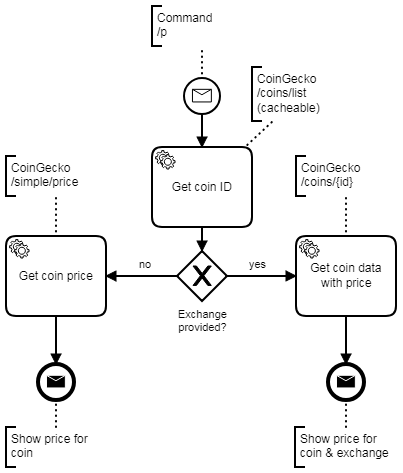 Command
/p
CoinGecko
/coins/list
(cacheable)
Get coin ID
CoinGecko
/simple/price
CoinGecko
/coins/{id}
Get coin price
no
yes
Get coin data
with price
Exchange
provided?
Show price for
coin
Show price for
coin & exchange